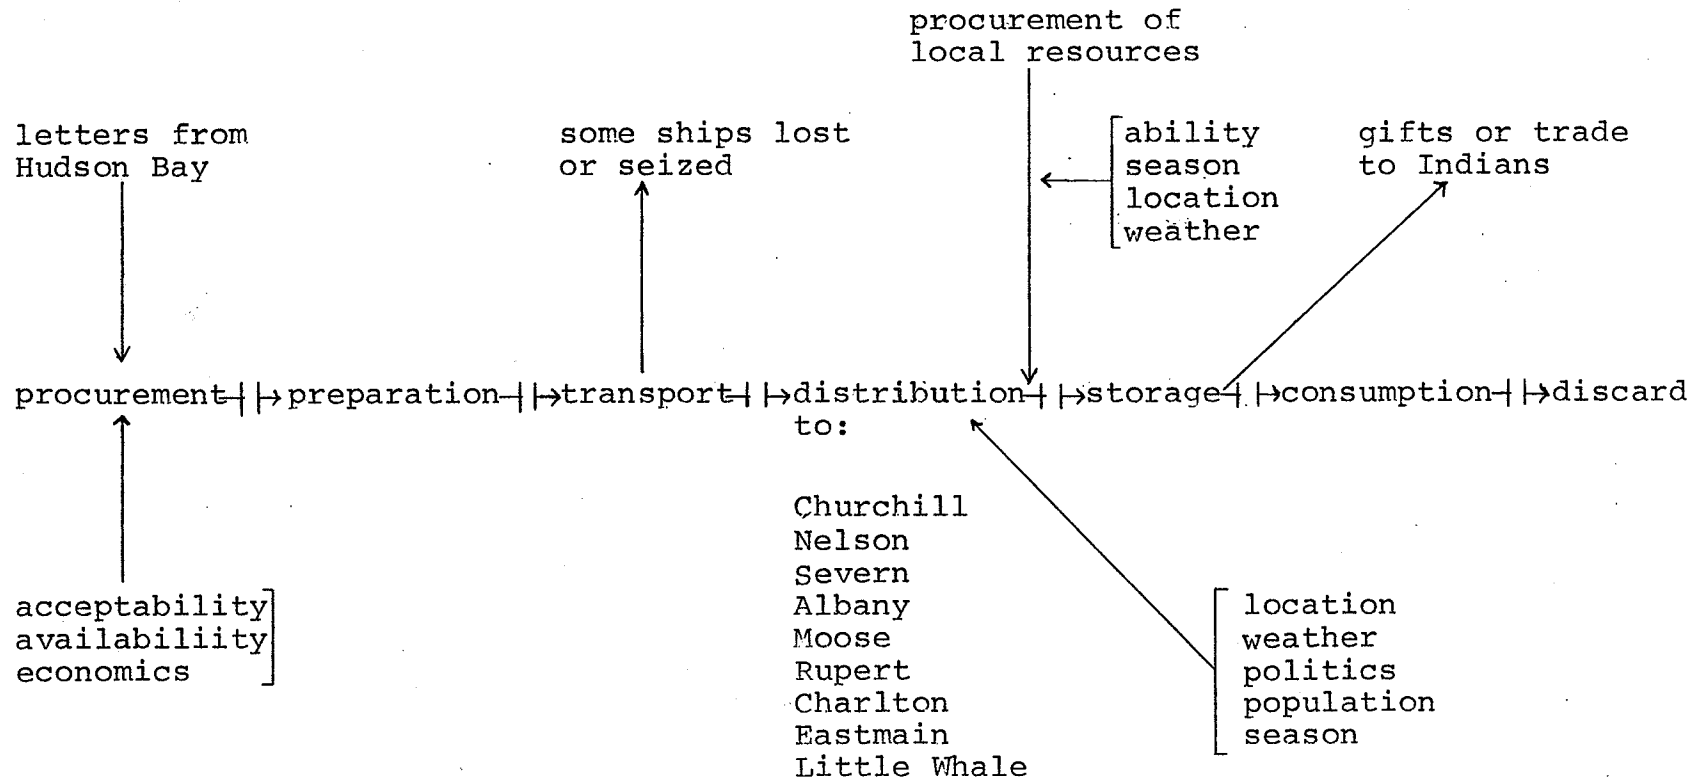 procurement of
local resources
letters from
Hudson Bay
some ships lost
or seized
ability
season
location
weather
gifts or trade
to Indians
procurement preparation transport distribution storage consumption discard
to:
Churchill
Nelson
Severn
Albany
Moose
Rupert
Charlton
Eastmain
Little Whale
acceptability
availabiliity
economics
location
weather
politics
population
season